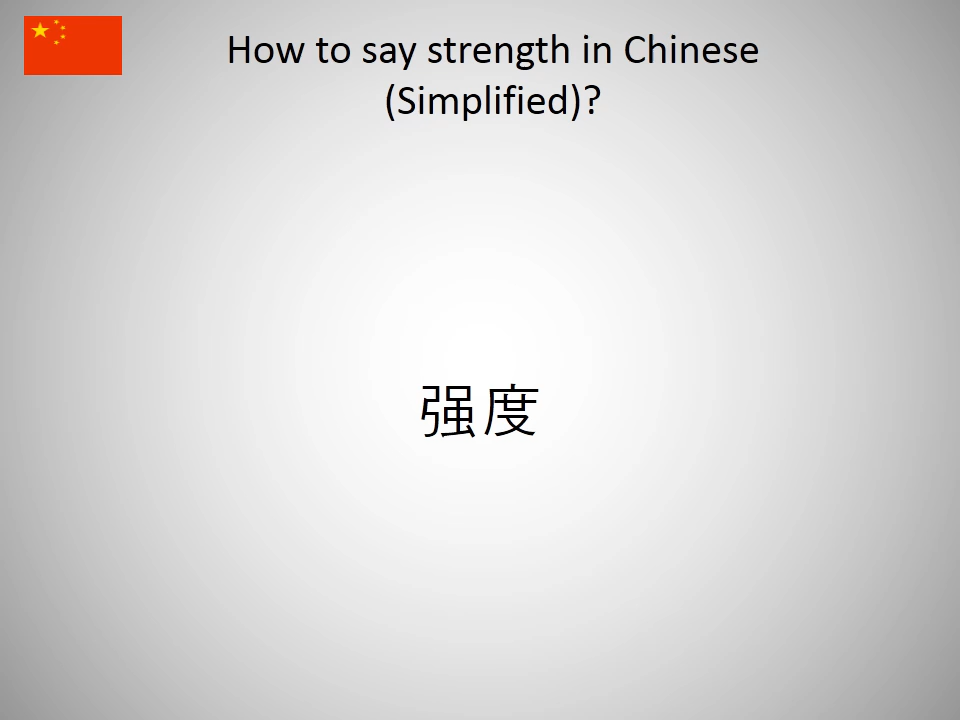 How to say strength in Chinese
(Simplified)?
强度